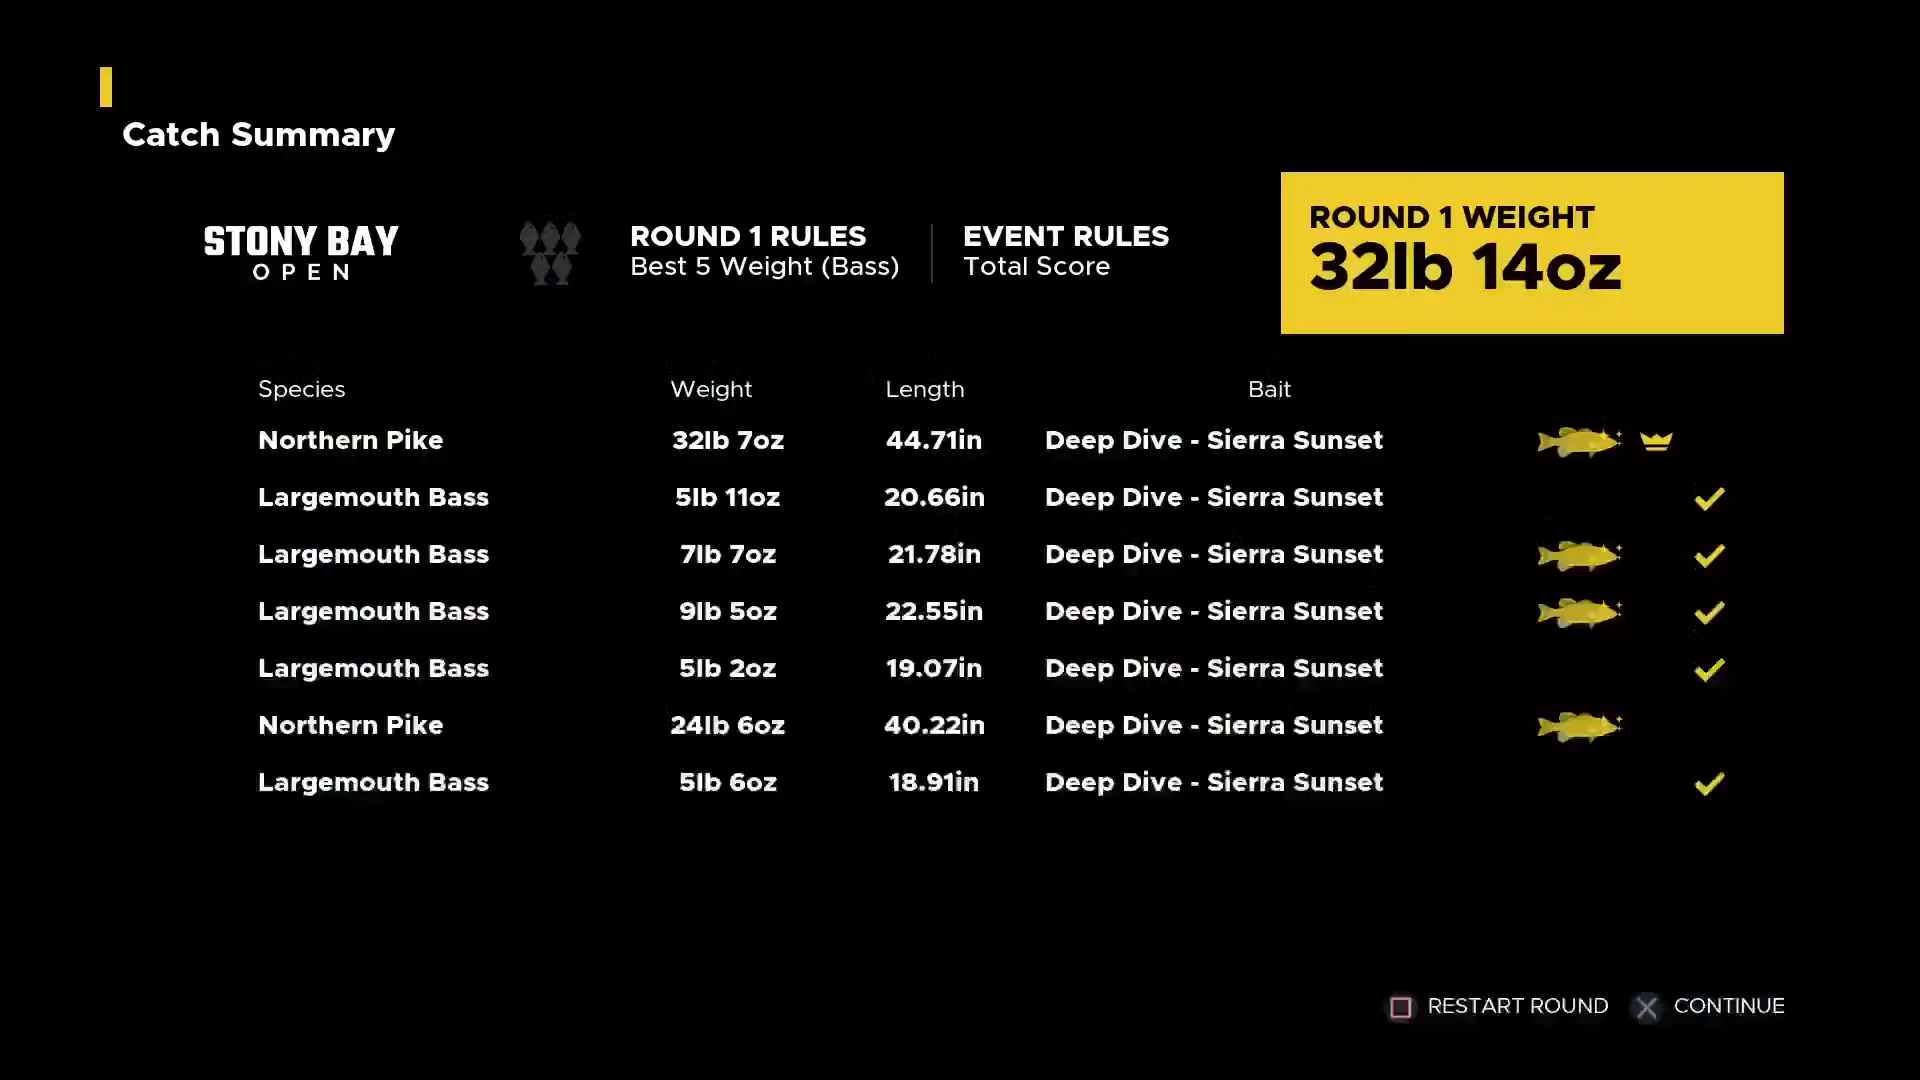 Catch Summary
STONY BAY
OPEN
ROUND 1 RULES
Best 5 Weight (Bass)
EVENT RULES
Total Score
ROUND 1 WEIGHT
32lb 14oz
Species Weight Length Bait
Northern Pike 32lb 7oz 44.71in Deep Dive - Sierra Sunset
Largemouth Bass 5lb 11oz 20.66in Deep Dive - Sierra Sunset
Largemouth Bass 7lb 7oz 21.78in Deep Dive - Sierra Sunset
Largemouth Bass 9lb 5oz 22.55in Deep Dive - Sierra Sunset
Largemouth Bass 5lb 2oz 19.07in Deep Dive - Sierra Sunset
Northern Pike 24lb 6oz 40.22in Deep Dive - Sierra Sunset
Largemouth Bass 5lb 6oz 18.91in Deep Dive - Sierra Sunset
RESTART ROUND CONTINUE